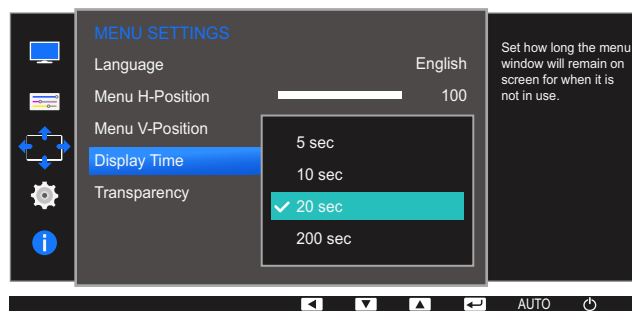 MENU SETTINGS
Language English
Menu H-Position 100
Menu V-Position
Display Time
Transparency
5 sec
10 sec
20 sec
200 sec
Set how long the menu
window will remain on
screen for when it is
not in use.
AUTO